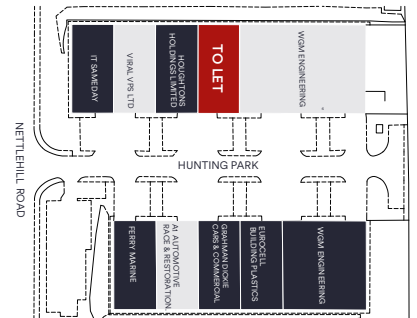 IT SAMEDAY
VIRAL VPS LTD
HOUGHTONS
HOLDINGS LIMITED
TO LET
WGM ENGINEERING
NETTLEHILL ROAD
HUNTING PARK
FERRY MARINE
A1 AUTOMOTIVE
RACE & RESTORATION
GRAHMAN DICKIE
CARS & COMMERCIAL
EUROCELL
BUILDING PLASTICS
WGM ENGINEERING